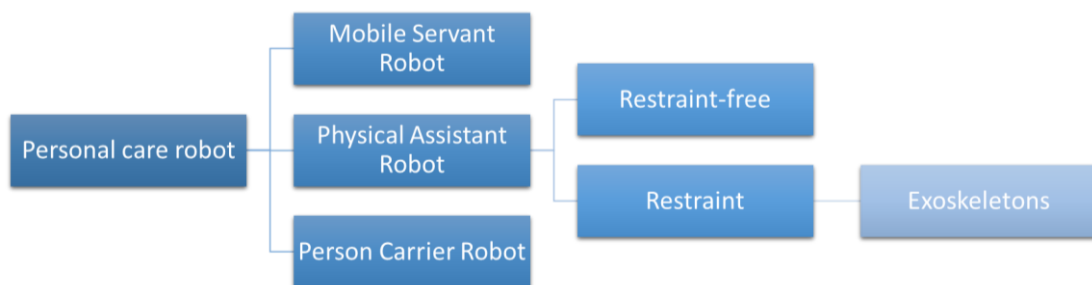 Mobile Servant
Robot
Restraint-free
Personal care robot
Physical Assistant
Robot
Restraint
Exoskeletons
Person Carrier Robot